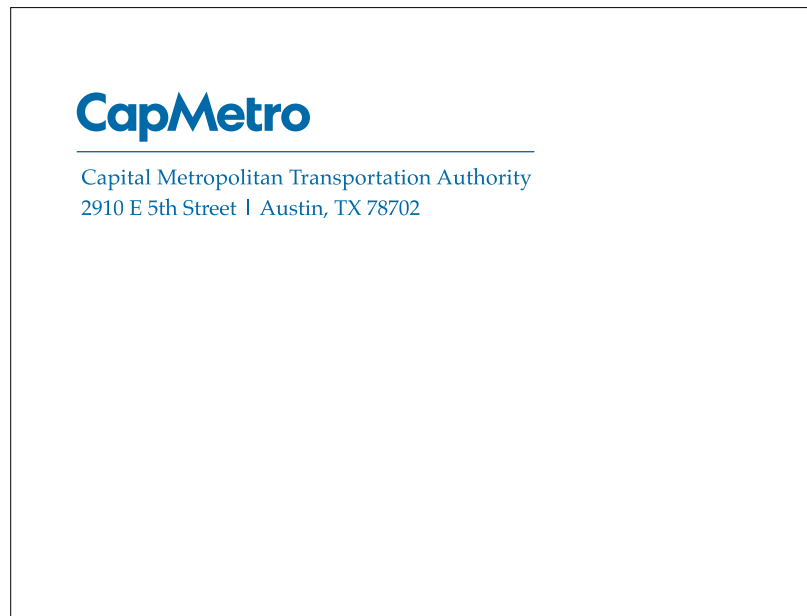 CapMetro
Capital Metropolitan Transportation Authority
2910 E 5th Street | Austin, TX 78702